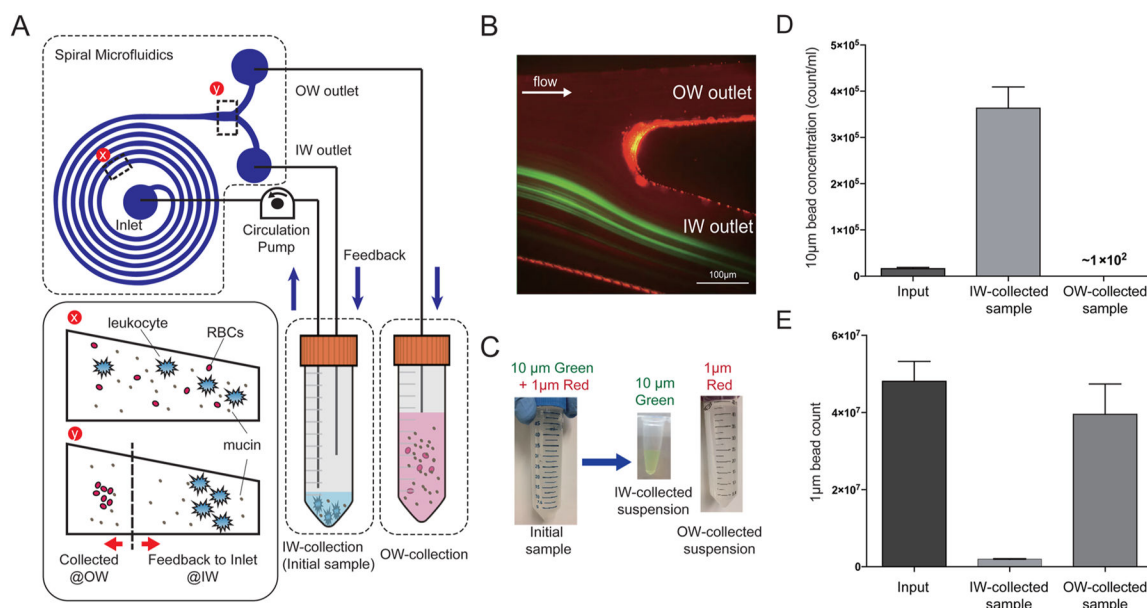 A
Spiral Microfluidics
y
OW outlet
IW outlet
x
Inlet
Circulation
Pump
Feedback
x
leukocyte
RBCs
mucin
y
Collected
@OW
Feedback to Inlet
@IW
IW-collection
(Initial sample)
OW-collection
B
flow
OW outlet
IW outlet
100μm
C
10 μm Green
+ 1μm Red
10 μm
Green
1μm
Red
Initial
sample
IW-collected
suspension
OW-collected
suspension
D
10μm bead concentration (count/ml)
5×10⁵
4×10⁵
3×10⁵
2×10⁵
1×10⁵
0
~1×10²
Input
IW-collected
sample
OW-collected
sample
E
1μm bead count
6×10⁷
4×10⁷
2×10⁷
0
Input
IW-collected
sample
OW-collected
sample